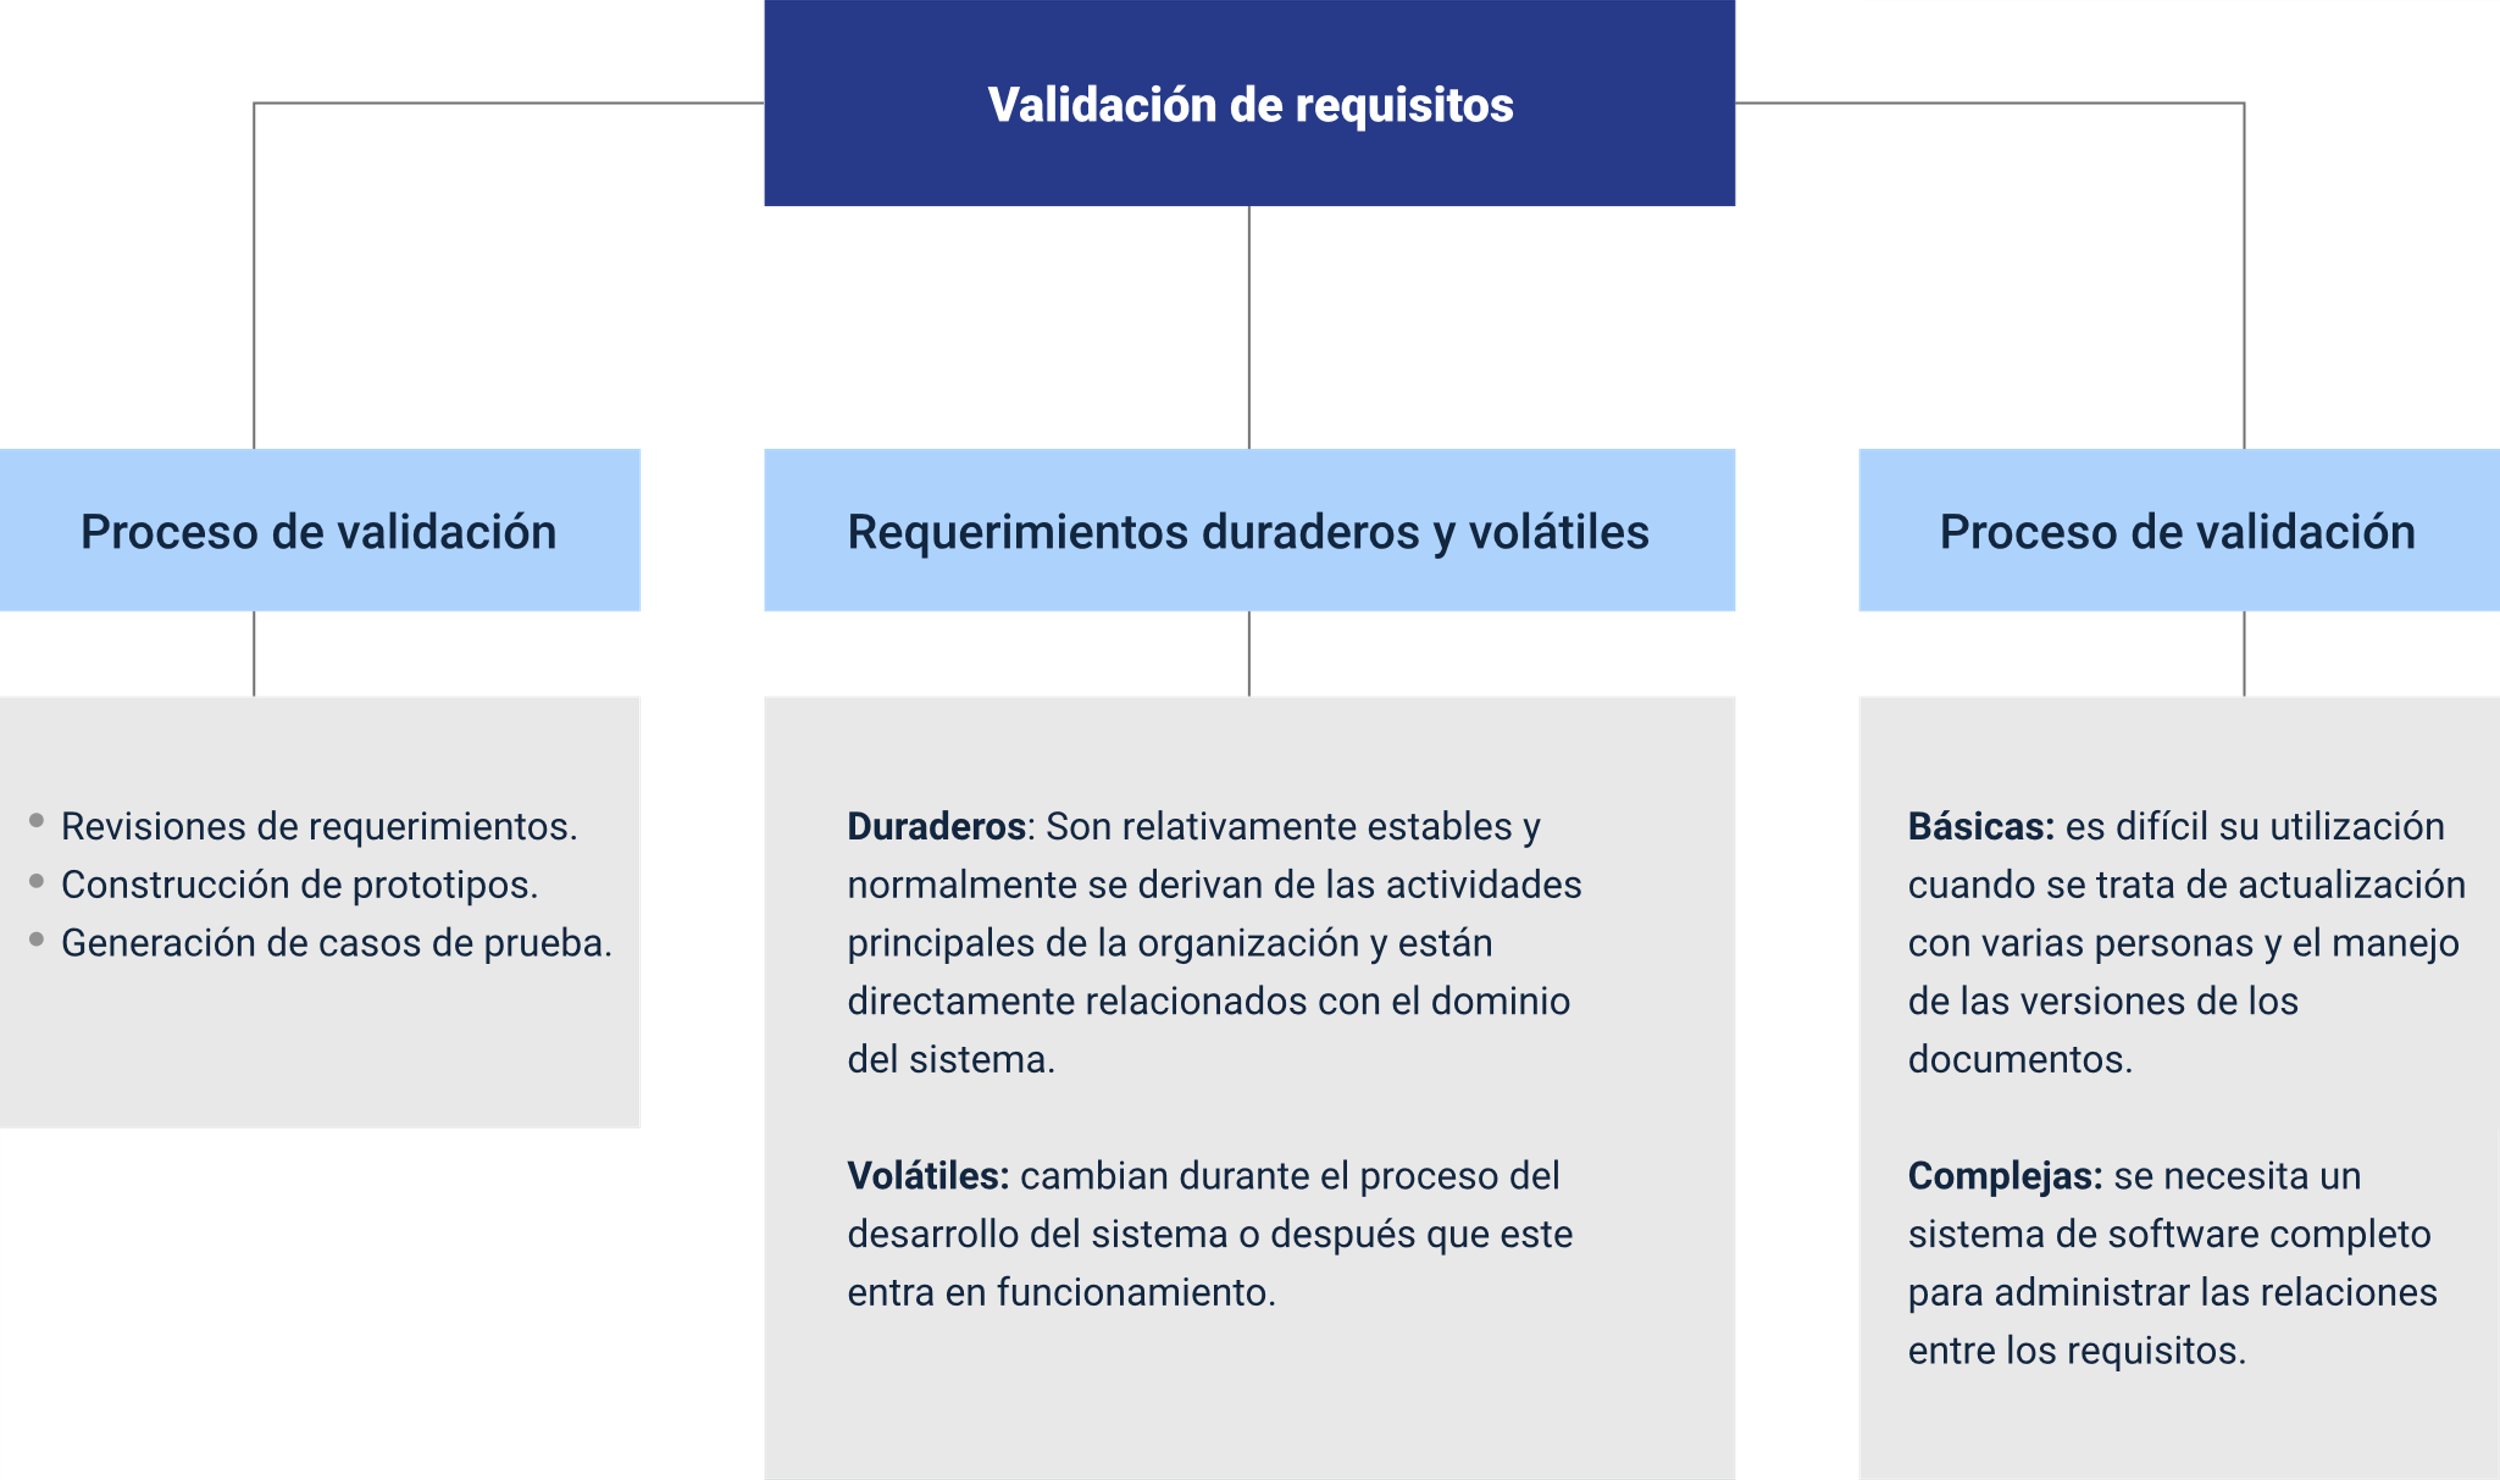 Validación de requisitos
Proceso de validación
• Revisiones de requerimientos.
• Construcción de prototipos.
• Generación de casos de prueba.
Requerimientos duraderos y volátiles
Duraderos: Son relativamente estables y
normalmente se derivan de las actividades
principales de la organización y están
directamente relacionados con el dominio
del sistema.
Volátiles: cambian durante el proceso del
desarrollo del sistema o después que este
entra en funcionamiento.
Proceso de validación
Básicas: es difícil su utilización
cuando se trata de actualización
con varias personas y el manejo
de las versiones de los
documentos.
Complejas: se necesita un
sistema de software completo
para administrar las relaciones
entre los requisitos.